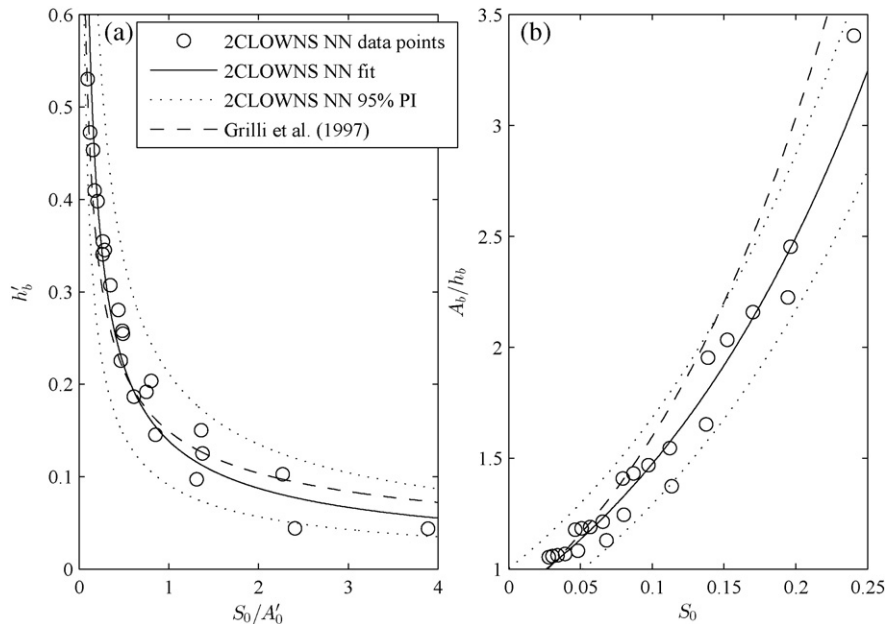 (a)
2CLOWNS NN data points
2CLOWNS NN fit
2CLOWNS NN 95% PI
Grilli et al. (1997)
0.6
0.5
0.4
0.3
0.2
0.1
0
h′b
0 1 2 3 4
S0/A′0
(b)
3.5
3
2.5
2
1.5
1
Ab/hb
0 0.05 0.1 0.15 0.2 0.25
S0